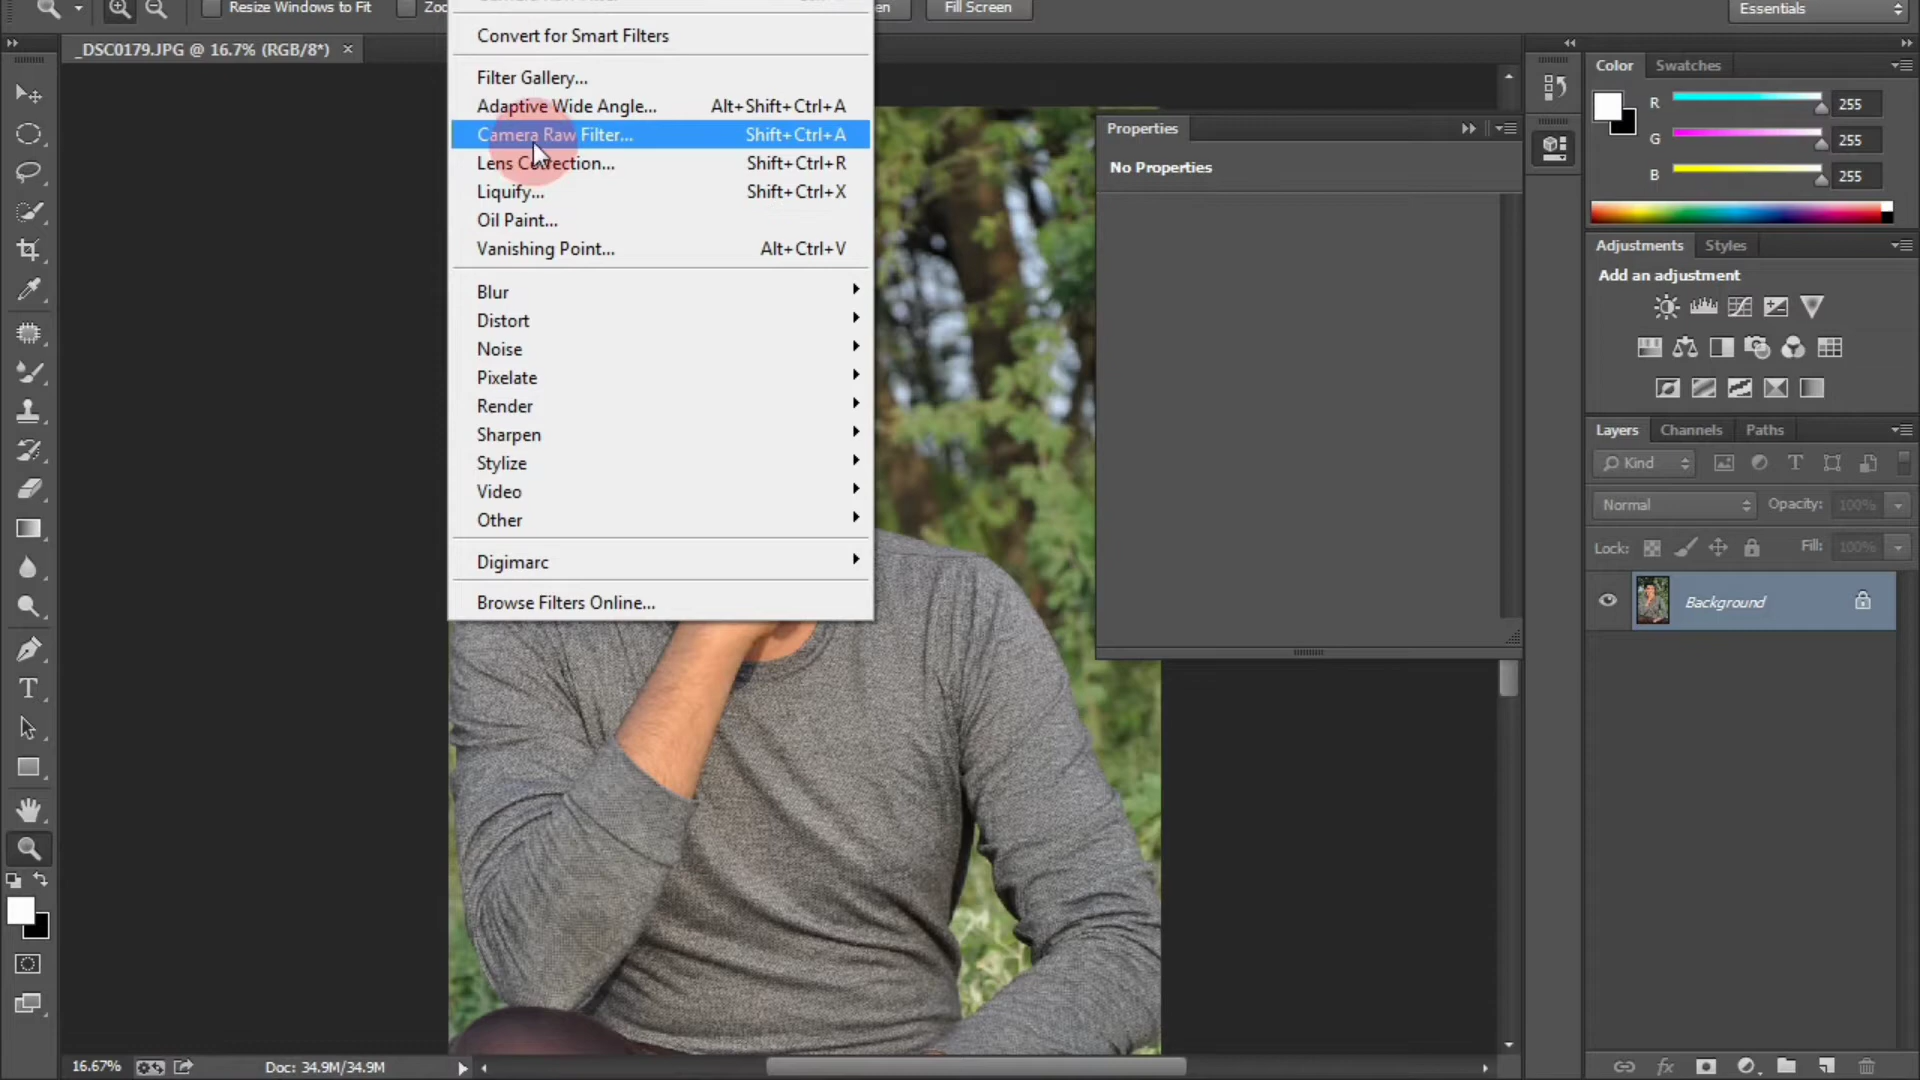 Resize Windows to Fit
Zoo
en
Fill Screen
Essentials
_DSC0179.JPG @ 16.7% (RGB/8*) ×
Convert for Smart Filters
Filter Gallery...
Adaptive Wide Angle... Alt+Shift+Ctrl+A
Camera Raw Filter... Shift+Ctrl+A
Lens Correction... Shift+Ctrl+R
Liquify... Shift+Ctrl+X
Oil Paint...
Vanishing Point... Alt+Ctrl+V
Blur
Distort
Noise
Pixelate
Render
Sharpen
Stylize
Video
Other
Digimarc
Browse Filters Online...
Properties
No Properties
Color Swatches
R 255
G 255
B 255
Adjustments Styles
Add an adjustment
Layers Channels Paths
Kind
Normal Opacity: 100%
Lock: Fill: 100%
Background
16.67% Doc: 34.9M/34.9M